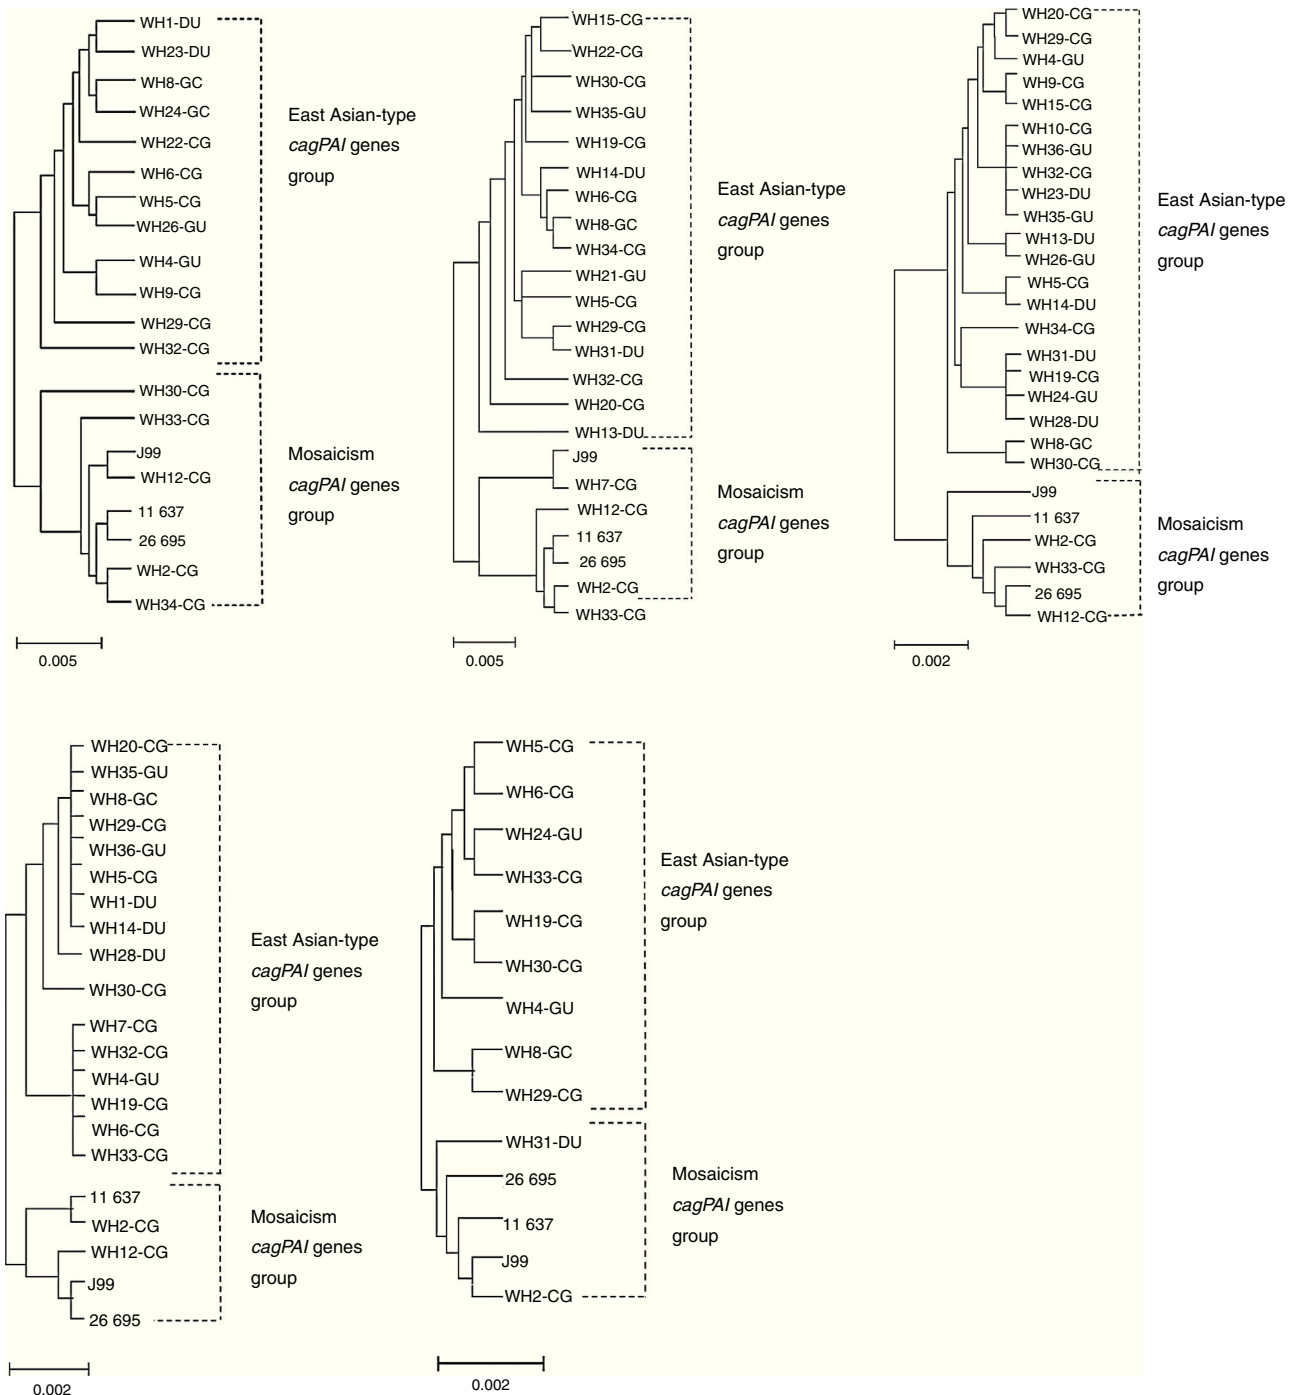 WH1-DU
WH23-DU
WH8-GC
WH24-GC
WH22-CG
WH6-CG
WH5-CG
WH26-GU
WH4-GU
WH9-CG
WH29-CG
WH32-CG
East Asian-type
cagPAI genes
group
WH30-CG
WH33-CG
J99
WH12-CG
11 637
26 695
WH2-CG
WH34-CG
Mosaicism
cagPAI genes
group
0.005
WH15-CG
WH22-CG
WH30-CG
WH35-GU
WH19-CG
WH14-DU
WH6-CG
WH8-GC
WH34-CG
WH21-GU
WH5-CG
WH29-CG
WH31-DU
WH32-CG
WH20-CG
WH13-DU
East Asian-type
cagPAI genes
group
J99
WH7-CG
WH12-CG
11 637
26 695
WH2-CG
WH33-CG
Mosaicism
cagPAI genes
group
0.005
WH20-CG
WH29-CG
WH4-GU
WH9-CG
WH15-CG
WH10-CG
WH36-GU
WH32-CG
WH23-DU
WH35-GU
WH13-DU
WH26-GU
WH5-CG
WH14-DU
WH34-CG
WH31-DU
WH19-CG
WH24-GU
WH28-DU
WH8-GC
WH30-CG
East Asian-type
cagPAI genes
group
J99
11 637
WH2-CG
WH33-CG
26 695
WH12-CG
Mosaicism
cagPAI genes
group
0.002
WH20-CG
WH35-GU
WH8-GC
WH29-CG
WH36-GU
WH5-CG
WH1-DU
WH14-DU
WH28-DU
WH30-CG
WH7-CG
WH32-CG
WH4-GU
WH19-CG
WH6-CG
WH33-CG
East Asian-type
cagPAI genes
group
11 637
WH2-CG
WH12-CG
J99
26 695
Mosaicism
cagPAI genes
group
0.002
WH5-CG
WH6-CG
WH24-GU
WH33-CG
WH19-CG
WH30-CG
WH4-GU
WH8-GC
WH29-CG
East Asian-type
cagPAI genes
group
WH31-DU
26 695
11 637
J99
WH2-CG
Mosaicism
cagPAI genes
group
0.002